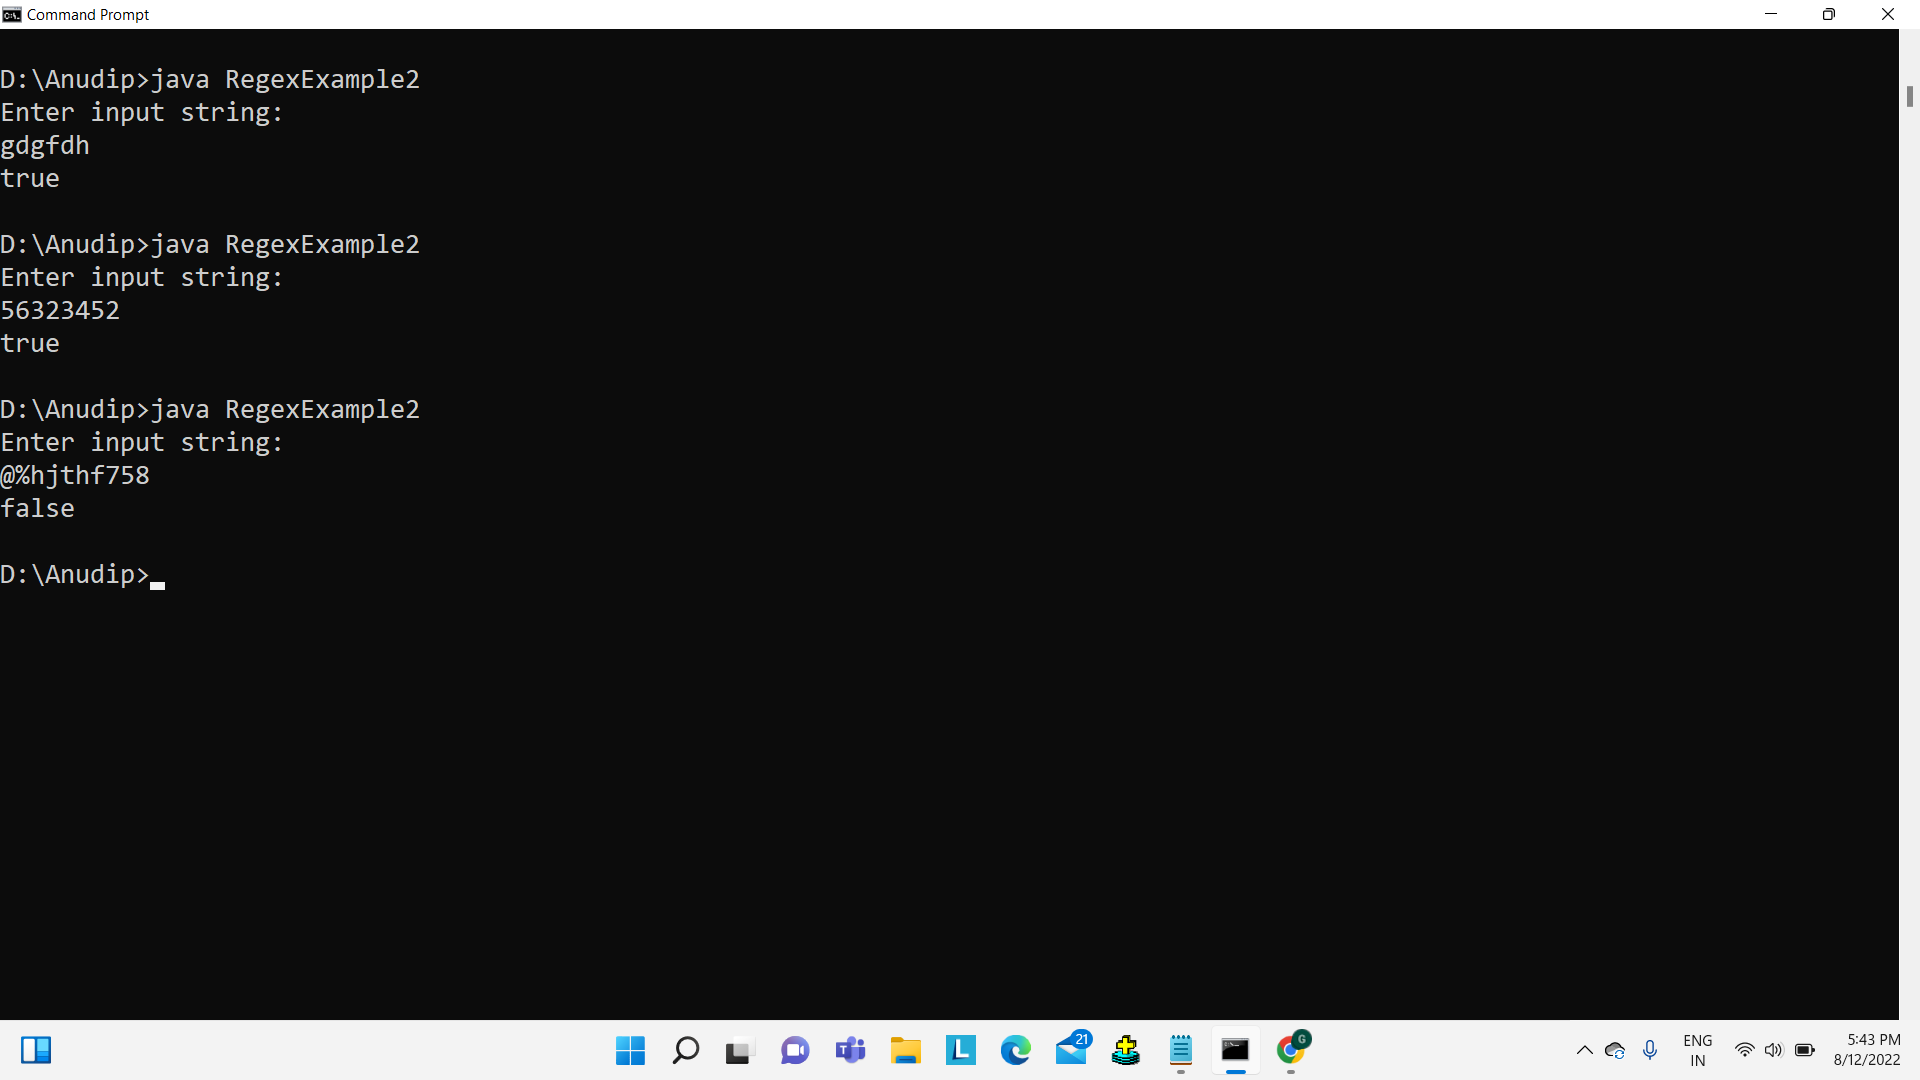 Command Prompt
D:\Anudip>java RegexExample2
Enter input string:
gdgfdh
true
D:\Anudip>java RegexExample2
Enter input string:
56323452
true
D:\Anudip>java RegexExample2
Enter input string:
@%hjthf758
false
D:\Anudip>
21
G
ENG
IN
5:43 PM
8/12/2022